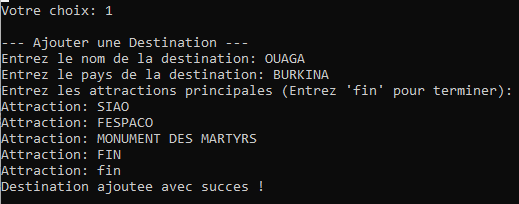 Votre choix: 1
--- Ajouter une Destination ---
Entrez le nom de la destination: OUAGA
Entrez le pays de la destination: BURKINA
Entrez les attractions principales (Entrez 'fin' pour terminer):
Attraction: SIAO
Attraction: FESPACO
Attraction: MONUMENT DES MARTYRS
Attraction: FIN
Attraction: fin
Destination ajoutee avec succes !